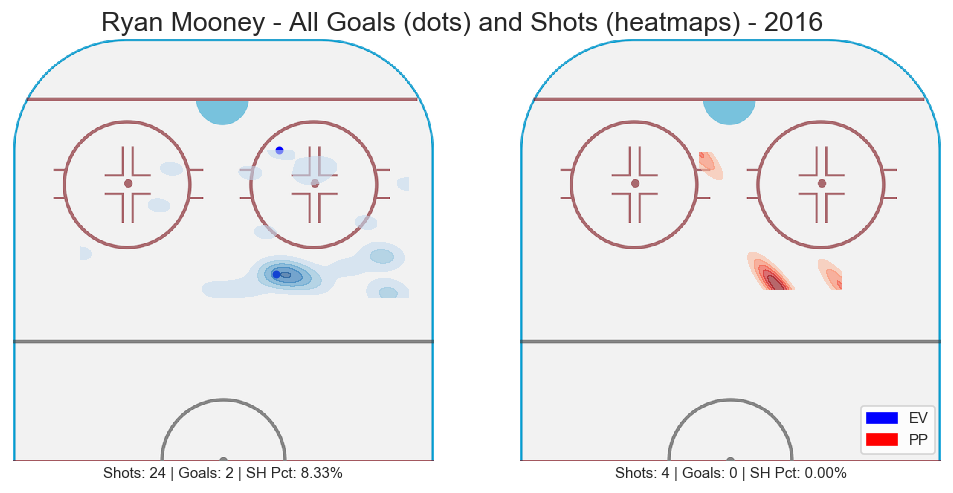 Ryan Mooney - All Goals (dots) and Shots (heatmaps) - 2016
EV
PP
Shots: 24 | Goals: 2 | SH Pct: 8.33%
Shots: 4 | Goals: 0 | SH Pct: 0.00%